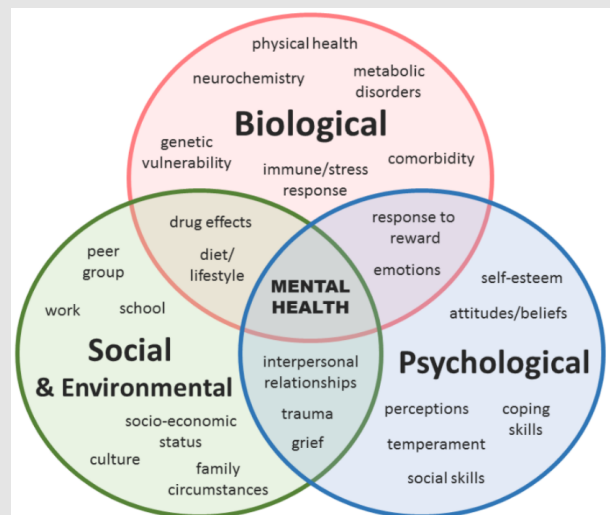 physical health
neurochemistry
metabolic
disorders
Biological
genetic
vulnerability
immune/stress
response
comorbidity
drug effects
diet/
lifestyle
response to
reward
emotions
MENTAL
HEALTH
peer
group
work
school
Social
& Environmental
socio-economic
status
culture
family
circumstances
interpersonal
relationships
trauma
grief
self-esteem
attitudes/beliefs
Psychological
perceptions
coping
skills
temperament
social skills